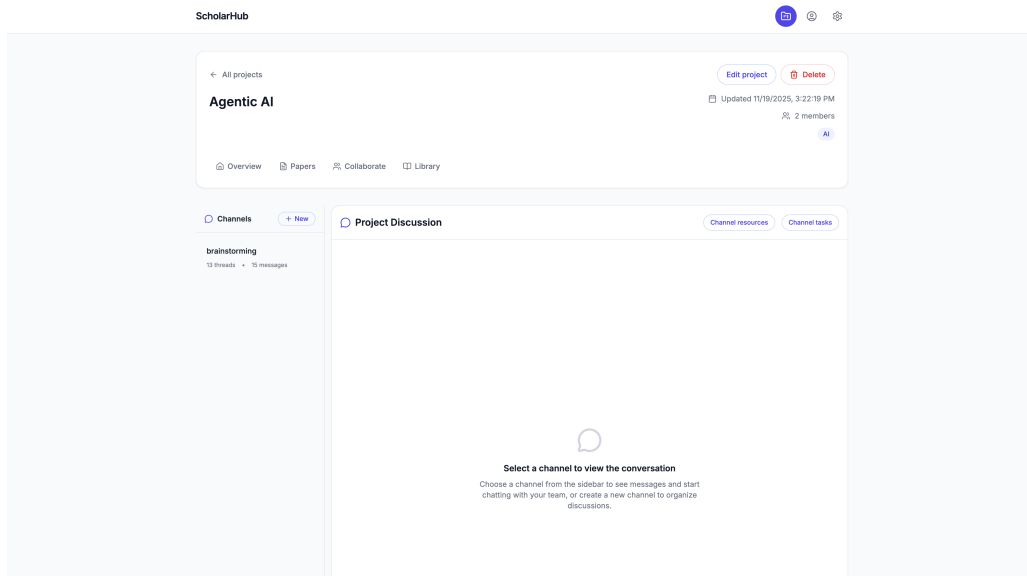 ScholarHub
All projects
Edit project
Delete
Agentic AI
Updated 11/19/2025, 3:22:19 PM
2 members
AI
Overview
Papers
Collaborate
Library
Channels
+ New
brainstorming
13 threads • 15 messages
Project Discussion
Channel resources
Channel tasks
Select a channel to view the conversation
Choose a channel from the sidebar to see messages and start
chatting with your team, or create a new channel to organize
discussions.